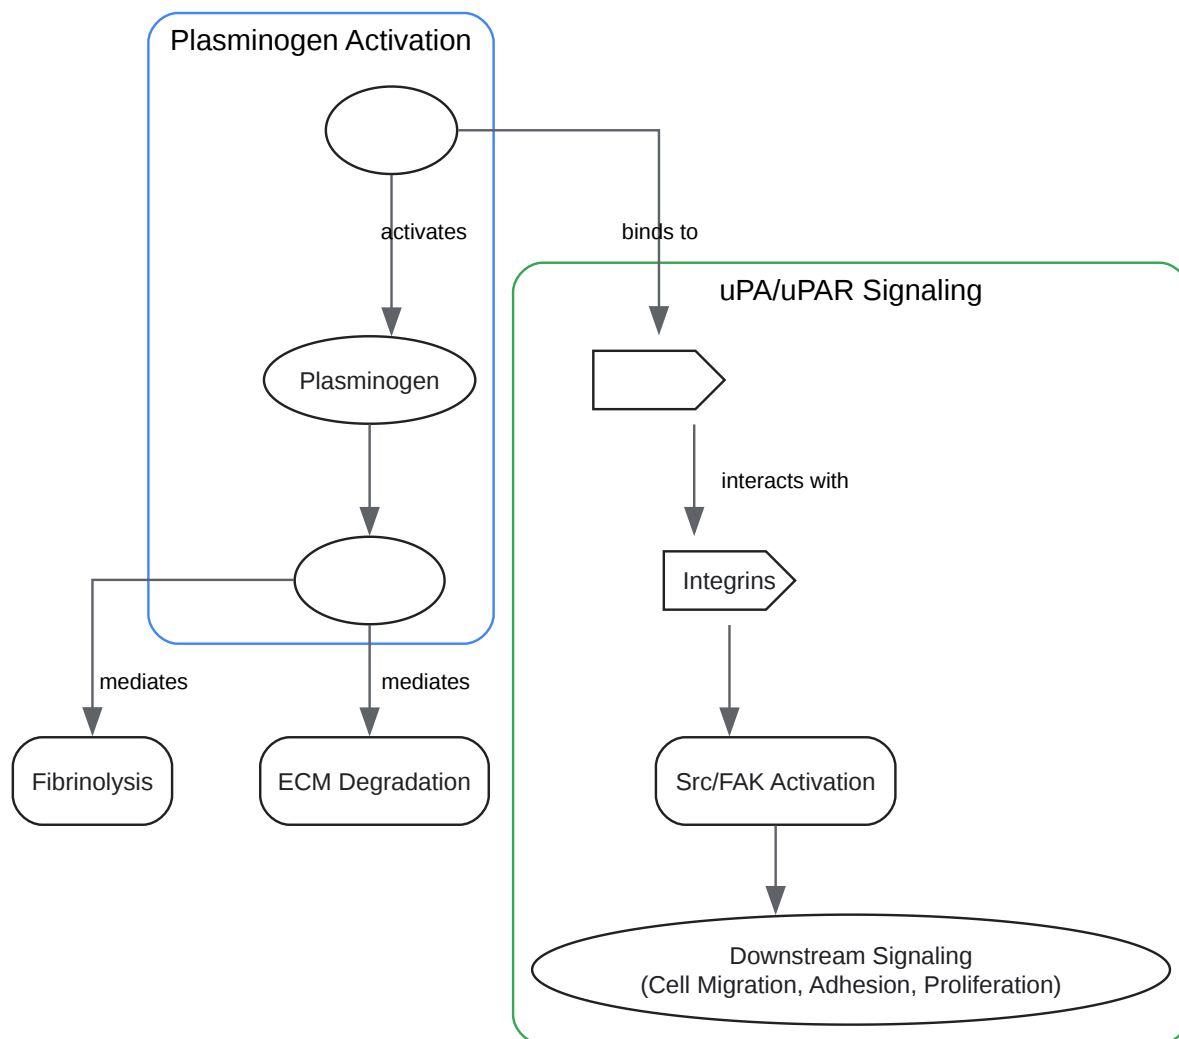 Plasminogen Activation
activates
binds to
uPA/uPAR Signaling
Plasminogen
interacts with
Integrins
mediates
mediates
Fibrinolysis
ECM Degradation
Src/FAK Activation
Downstream Signaling
(Cell Migration, Adhesion, Proliferation)